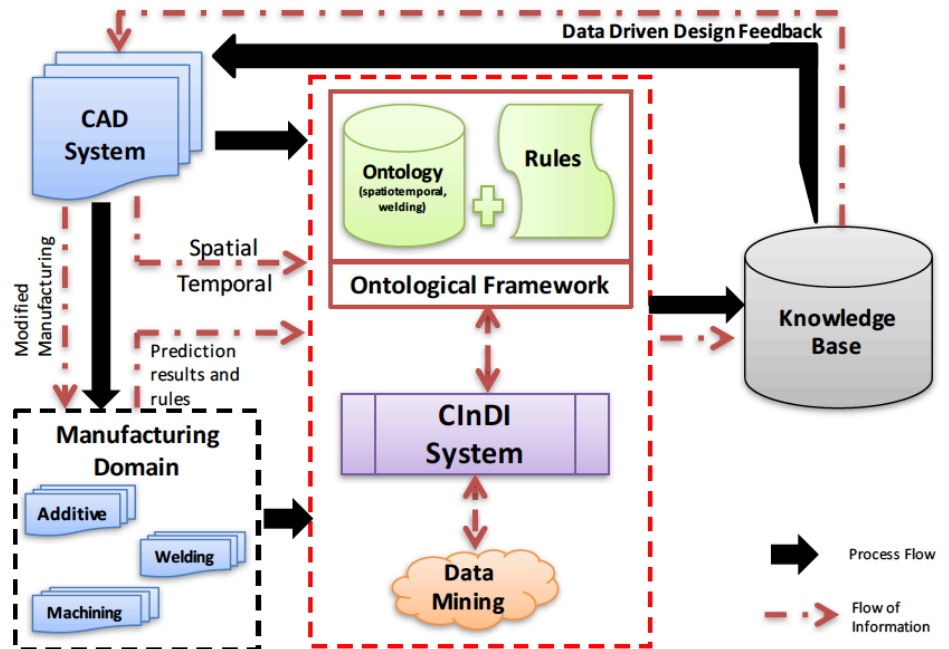 Data Driven Design Feedback
CAD
System
Ontology
(spatiotemporal,
welding)
Rules
Spatial
Temporal
Ontological Framework
Modified
Manufacturing
Prediction
results and
rules
Knowledge
Base
CInDI
System
Manufacturing
Domain
Additive
Welding
Machining
Data
Mining
Process Flow
Flow of
Information